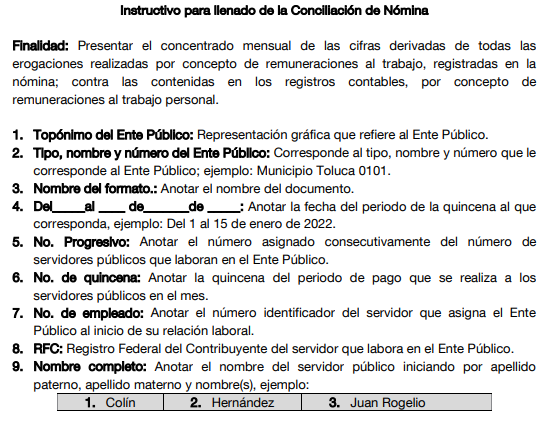 Instructivo para llenado de la Conciliación de Nómina
Finalidad: Presentar el concentrado mensual de las cifras derivadas de todas las
erogaciones realizadas por concepto de remuneraciones al trabajo, registradas en la
nómina; contra las contenidas en los registros contables, por concepto de
remuneraciones al trabajo personal.
1. Topónimo del Ente Público: Representación gráfica que refiere al Ente Público.
2. Tipo, nombre y número del Ente Público: Corresponde al tipo, nombre y número que le
corresponde al Ente Público; ejemplo: Municipio Toluca 0101.
3. Nombre del formato.: Anotar el nombre del documento.
4. Del_____al ____ de_______de _____: Anotar la fecha del periodo de la quincena al que
corresponda, ejemplo: Del 1 al 15 de enero de 2022.
5. No. Progresivo: Anotar el número asignado consecutivamente del número de
servidores públicos que laboran en el Ente Público.
6. No. de quincena: Anotar la quincena del periodo de pago que se realiza a los
servidores públicos en el mes.
7. No. de empleado: Anotar el número identificador del servidor que asigna el Ente
Público al inicio de su relación laboral.
8. RFC: Registro Federal del Contribuyente del servidor que labora en el Ente Público.
9. Nombre completo: Anotar el nombre del servidor público iniciando por apellido
paterno, apellido materno y nombre(s), ejemplo:
1. Colín 2. Hernández 3. Juan Rogelio